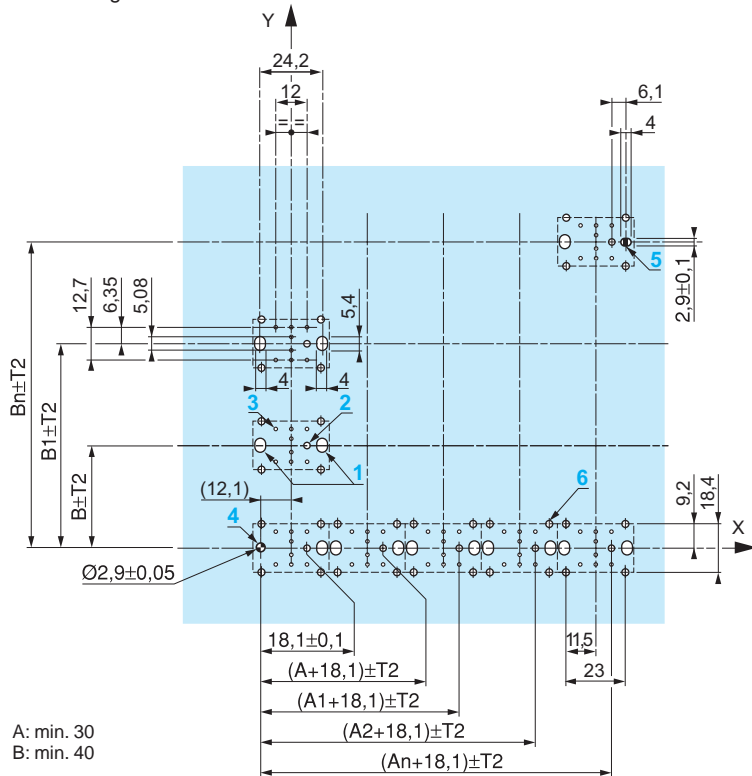 Y
24,2
12
= =
6,1
4
5
2,9±0,1
12,7
6,35
5,08
5,4
4
4
Bn±T2
B1±T2
B±T2
3
2
1
(12,1)
4
6
9,2
18,4
X
Ø2,9±0,05
18,1±0,1
11,5
23
(A+18,1)±T2
(A1+18,1)±T2
(A2+18,1)±T2
(An+18,1)±T2
A: min. 30
B: min. 40